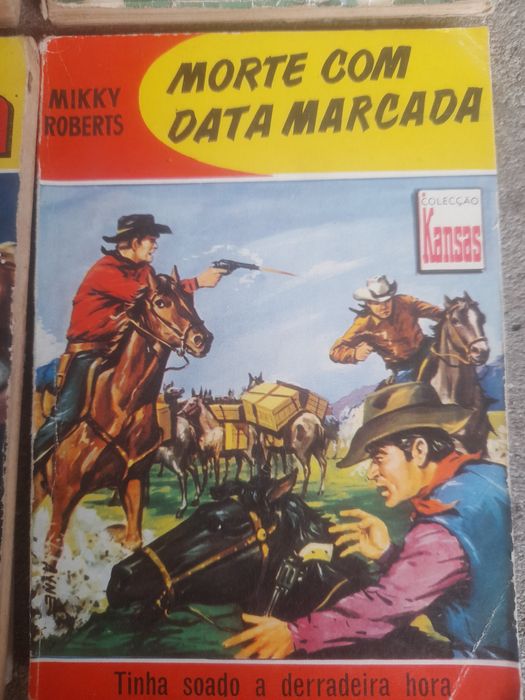 MIKKY
ROBERTS
MORTE COM
DATA MARCADA
COLECÇÃO
Kansas
Tinha soado a derradeira hora